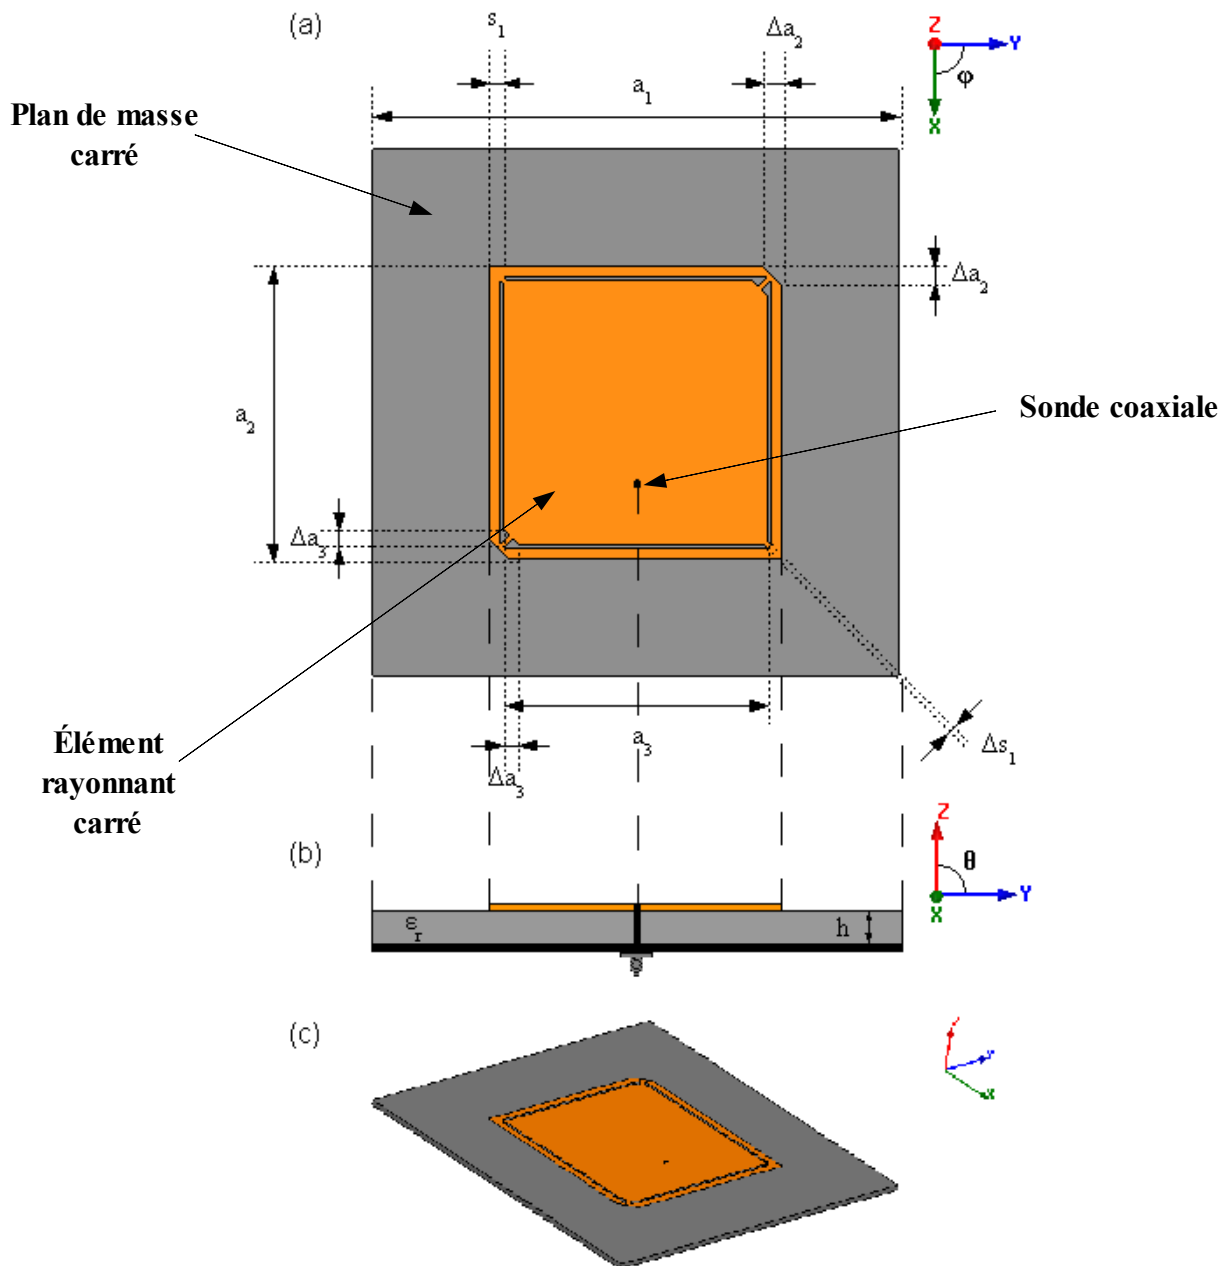 (a)
s1
Δa2
Z
Y
φ
X
a1
Plan de masse
carré
Δa2
a2
Sonde coaxiale
Δa3
Élément
rayonnant
carré
a3
Δa3
Δs1
(b)
Z
θ
Y
X
εr
h
(c)
X